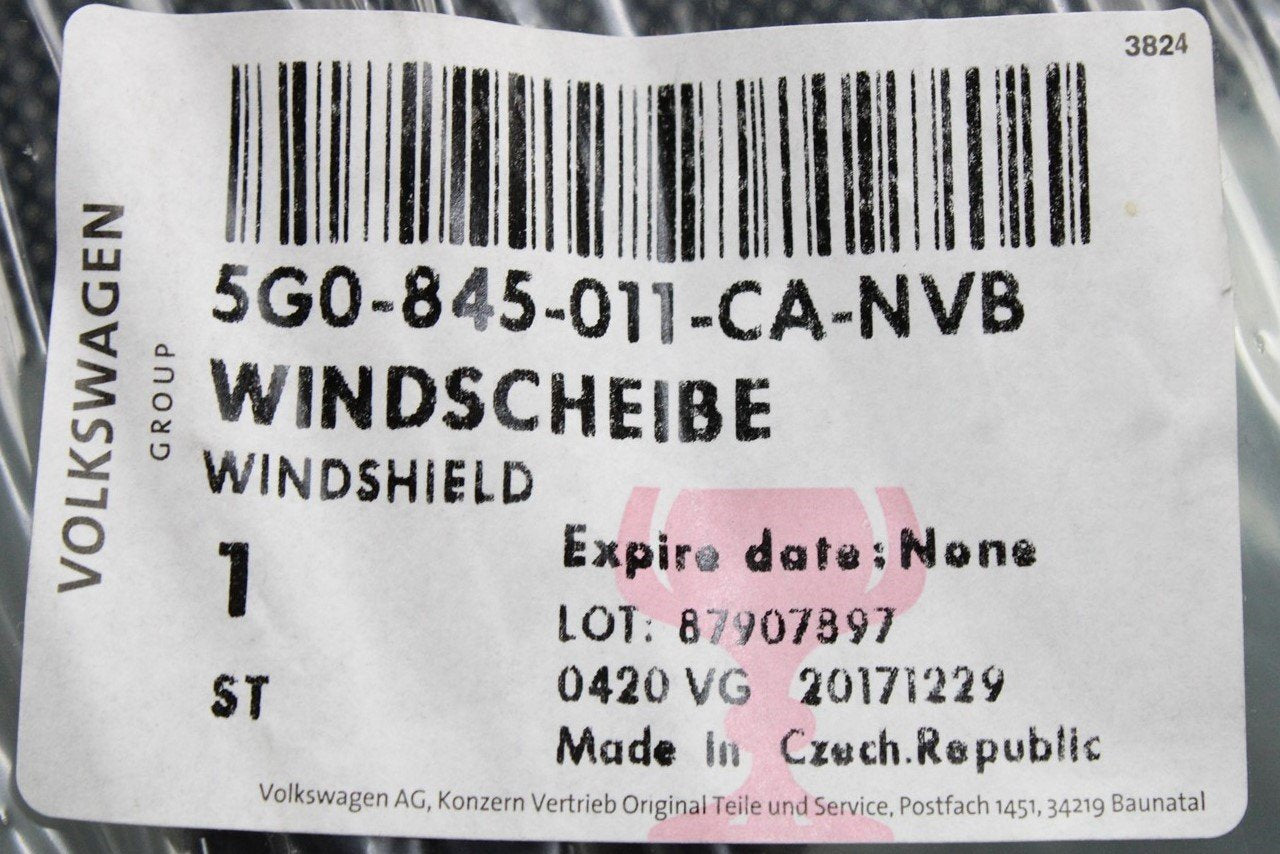 3824
VOLKSWAGEN
GROUP
5G0-845-011-CA-NVB
WINDSCHEIBE
WINDSHIELD
1
Expire date:None
LOT: 87907897
ST
0420 VG 20171229
Made in Czech.Republic
Volkswagen AG, Konzern Vertrieb Original Teile und Service, Postfach 1451, 34219 Baunatal